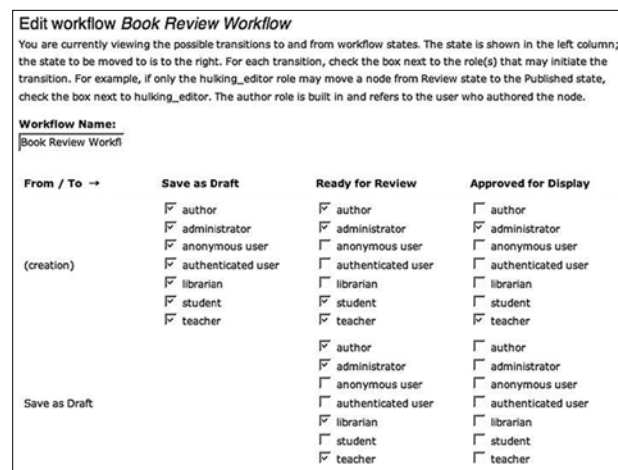 Edit workflow Book Review Workflow
You are currently viewing the possible transitions to and from workflow states. The state is shown in the left column;
the state to be moved to is to the right. For each transition, check the box next to the role(s) that may initiate the
transition. For example, if only the hulking_editor role may move a node from Review state to the Published state,
check the box next to hulking_editor. The author role is built in and refers to the user who authored the node.
Workflow Name:
Book Review Workfl
From / To → Save as Draft Ready for Review Approved for Display
author author author
administrator administrator administrator
anonymous user anonymous user anonymous user
(creation) authenticated user authenticated user authenticated user
librarian librarian librarian
student student student
teacher teacher teacher
author author
administrator administrator
anonymous user anonymous user
Save as Draft authenticated user authenticated user
librarian librarian
student student
teacher teacher